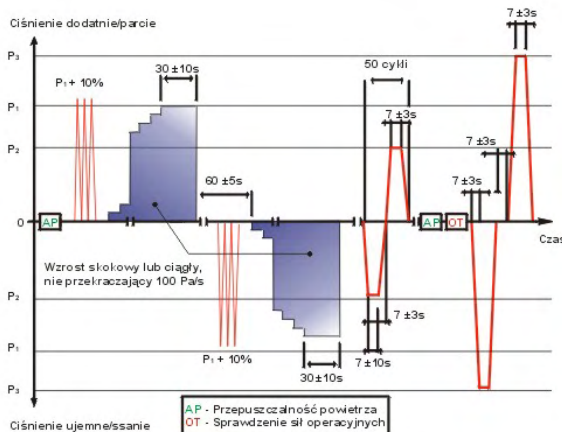 Ciśnienie dodatnie/parcie
7 ±3s
P₃
50 cykli
30 ±10s
P₁ + 10%
P₁
7 ±3s
7 ±3s
P₂
7 ±3s
60 ±5s
0
AP
AP
OT
Czas
Wzrost skokowy lub ciągły,
nie przekraczający 100 Pa/s
P₂
7 ±3s
P₁
P₁ + 10%
7 ±10s
30 ±10s
P₃
AP - Przepuszczalność powietrza
OT - Sprawdzenie sił operacyjnych
Ciśnienie ujemne/ssanie